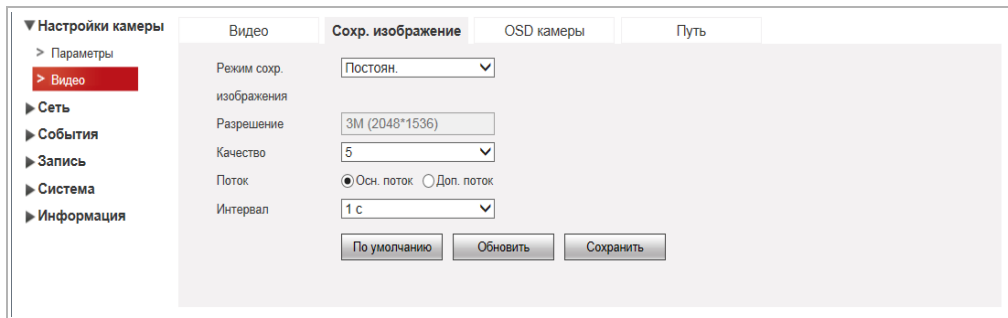 Настройки камеры
> Параметры
> Видео
Сеть
События
Запись
Система
Информация
Видео Сохр. изображение OSD камеры Путь
Режим сохр. изображения Постоян.
Разрешение 3M (2048*1536)
Качество 5
Поток Осн. поток Доп. поток
Интервал 1 с
По умолчанию Обновить Сохранить